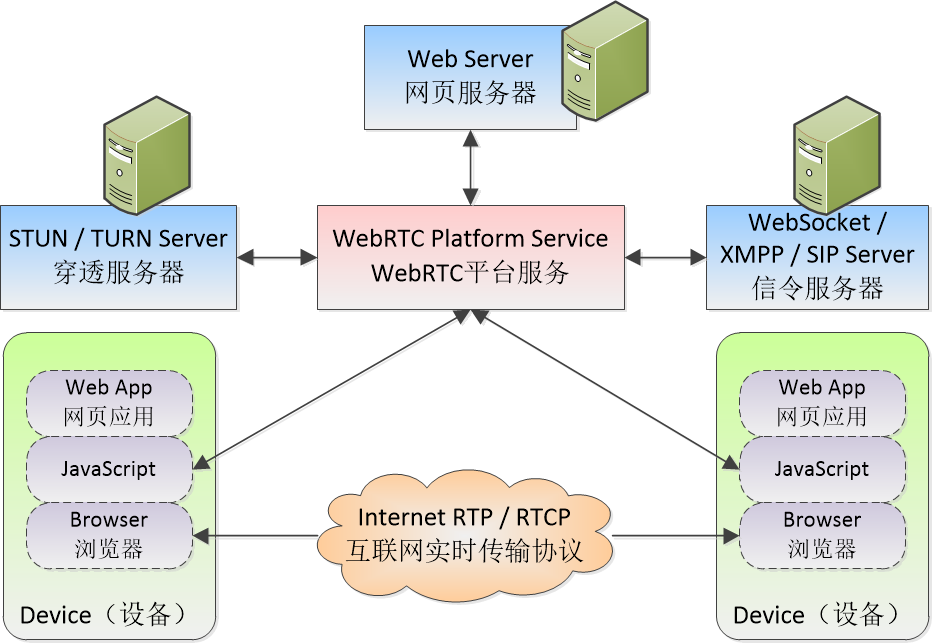 Web Server
网页服务器
STUN / TURN Server
穿透服务器
WebRTC Platform Service
WebRTC平台服务
WebSocket /
XMPP / SIP Server
信令服务器
Web App
网页应用
JavaScript
Browser
浏览器
Device（设备）
Internet RTP / RTCP
互联网实时传输协议
Web App
网页应用
JavaScript
Browser
浏览器
Device（设备）